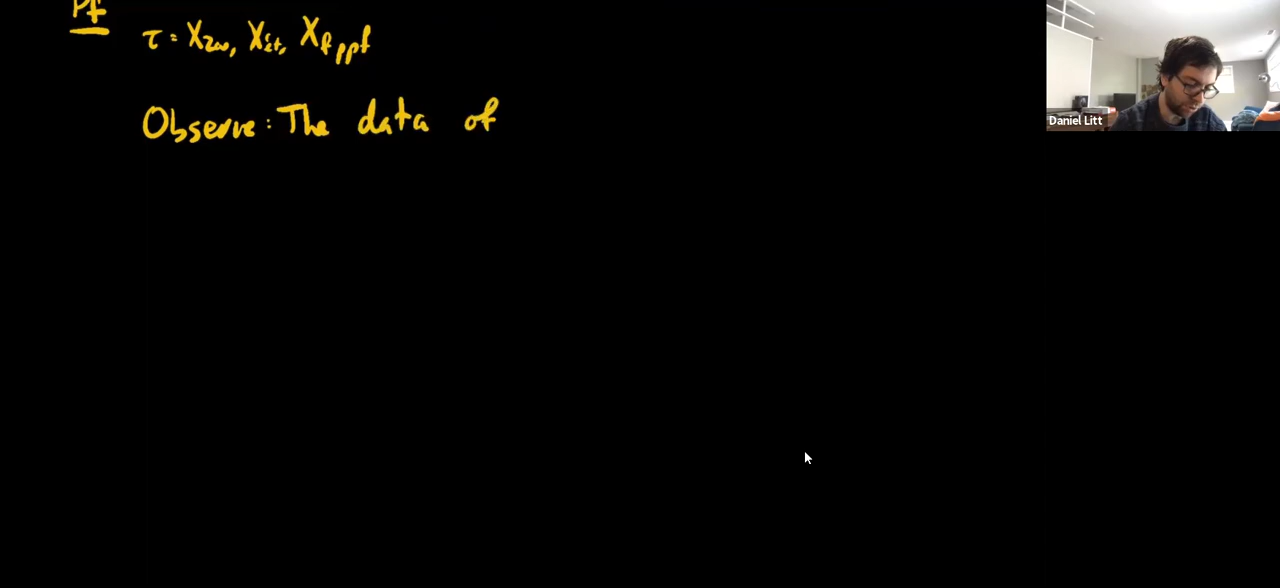 Pf
τ = X_Zar, X_ét, X_fppf
Observe: The data of
Daniel Litt